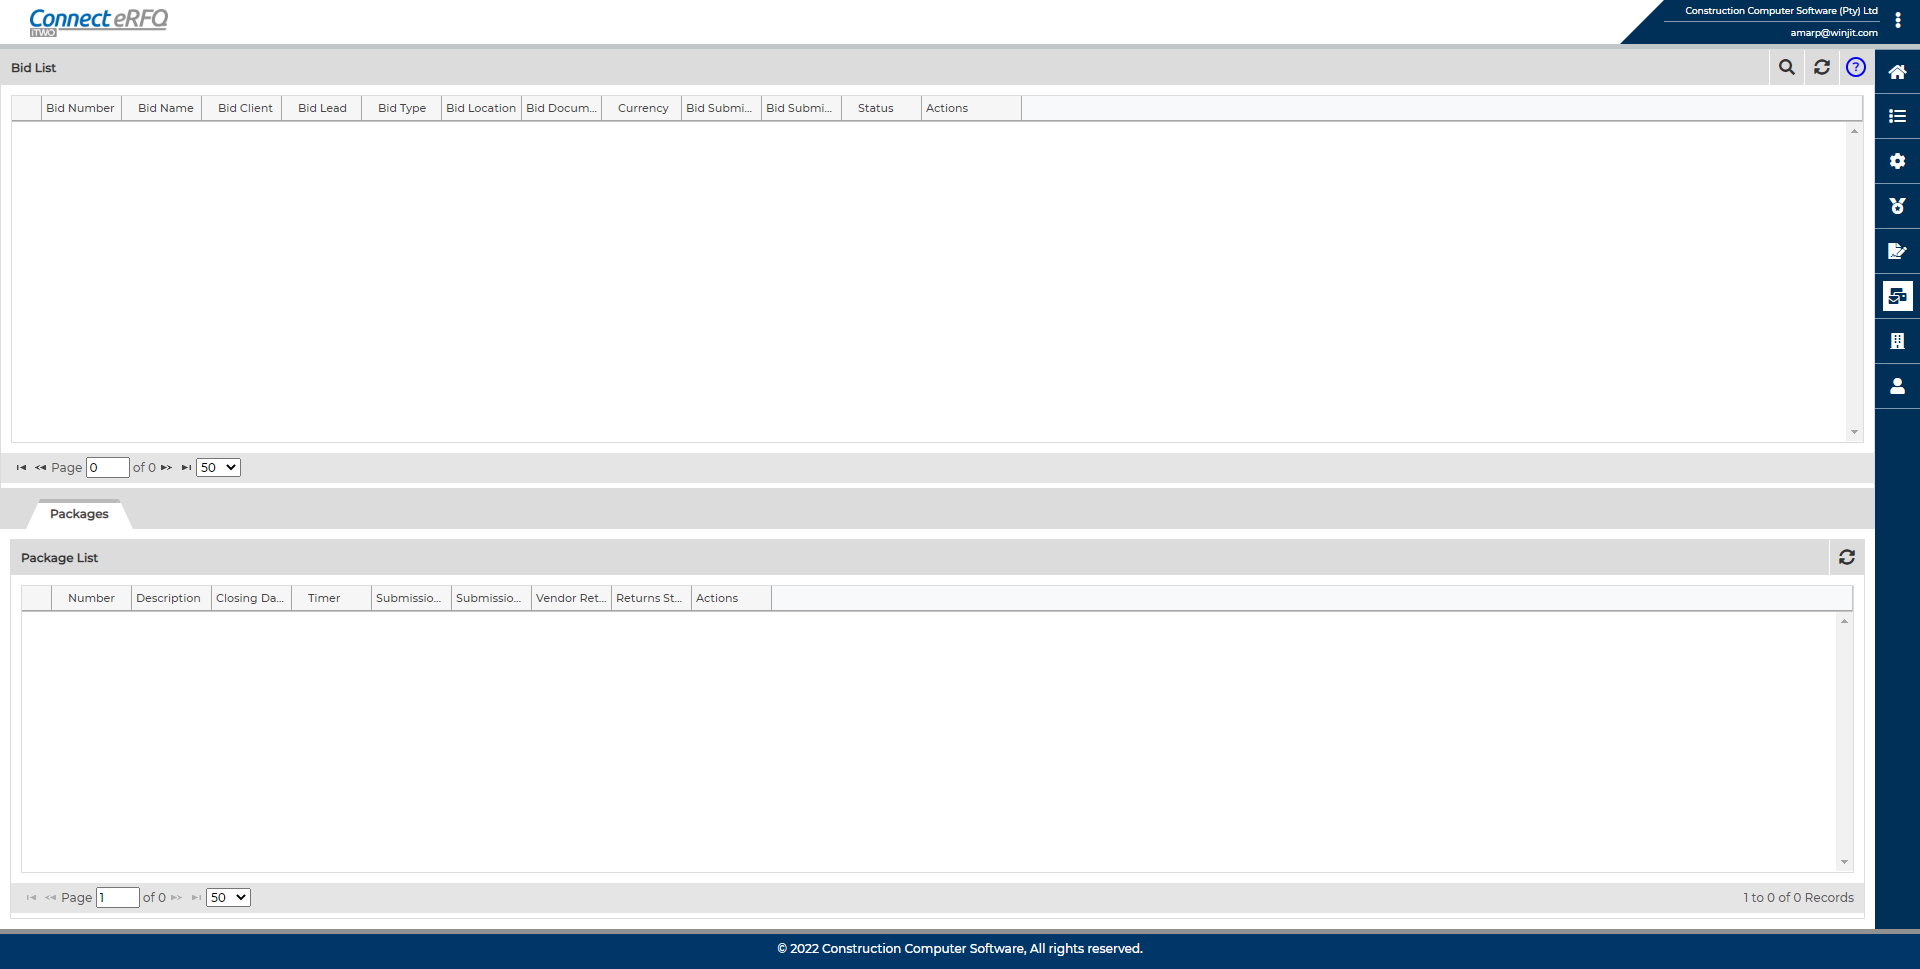 Connect eRFQ
iTWO
Construction Computer Software (Pty) Ltd
amarp@winjit.com
Bid List
?
Bid Number Bid Name Bid Client Bid Lead Bid Type Bid Location Bid Docum... Currency Bid Submi... Bid Submi... Status Actions
Page 0 of 0 50
Packages
Package List
Number Description Closing Da... Timer Submissio... Submissio... Vendor Ret... Returns St... Actions
Page 1 of 0 50 1 to 0 of 0 Records
© 2022 Construction Computer Software, All rights reserved.